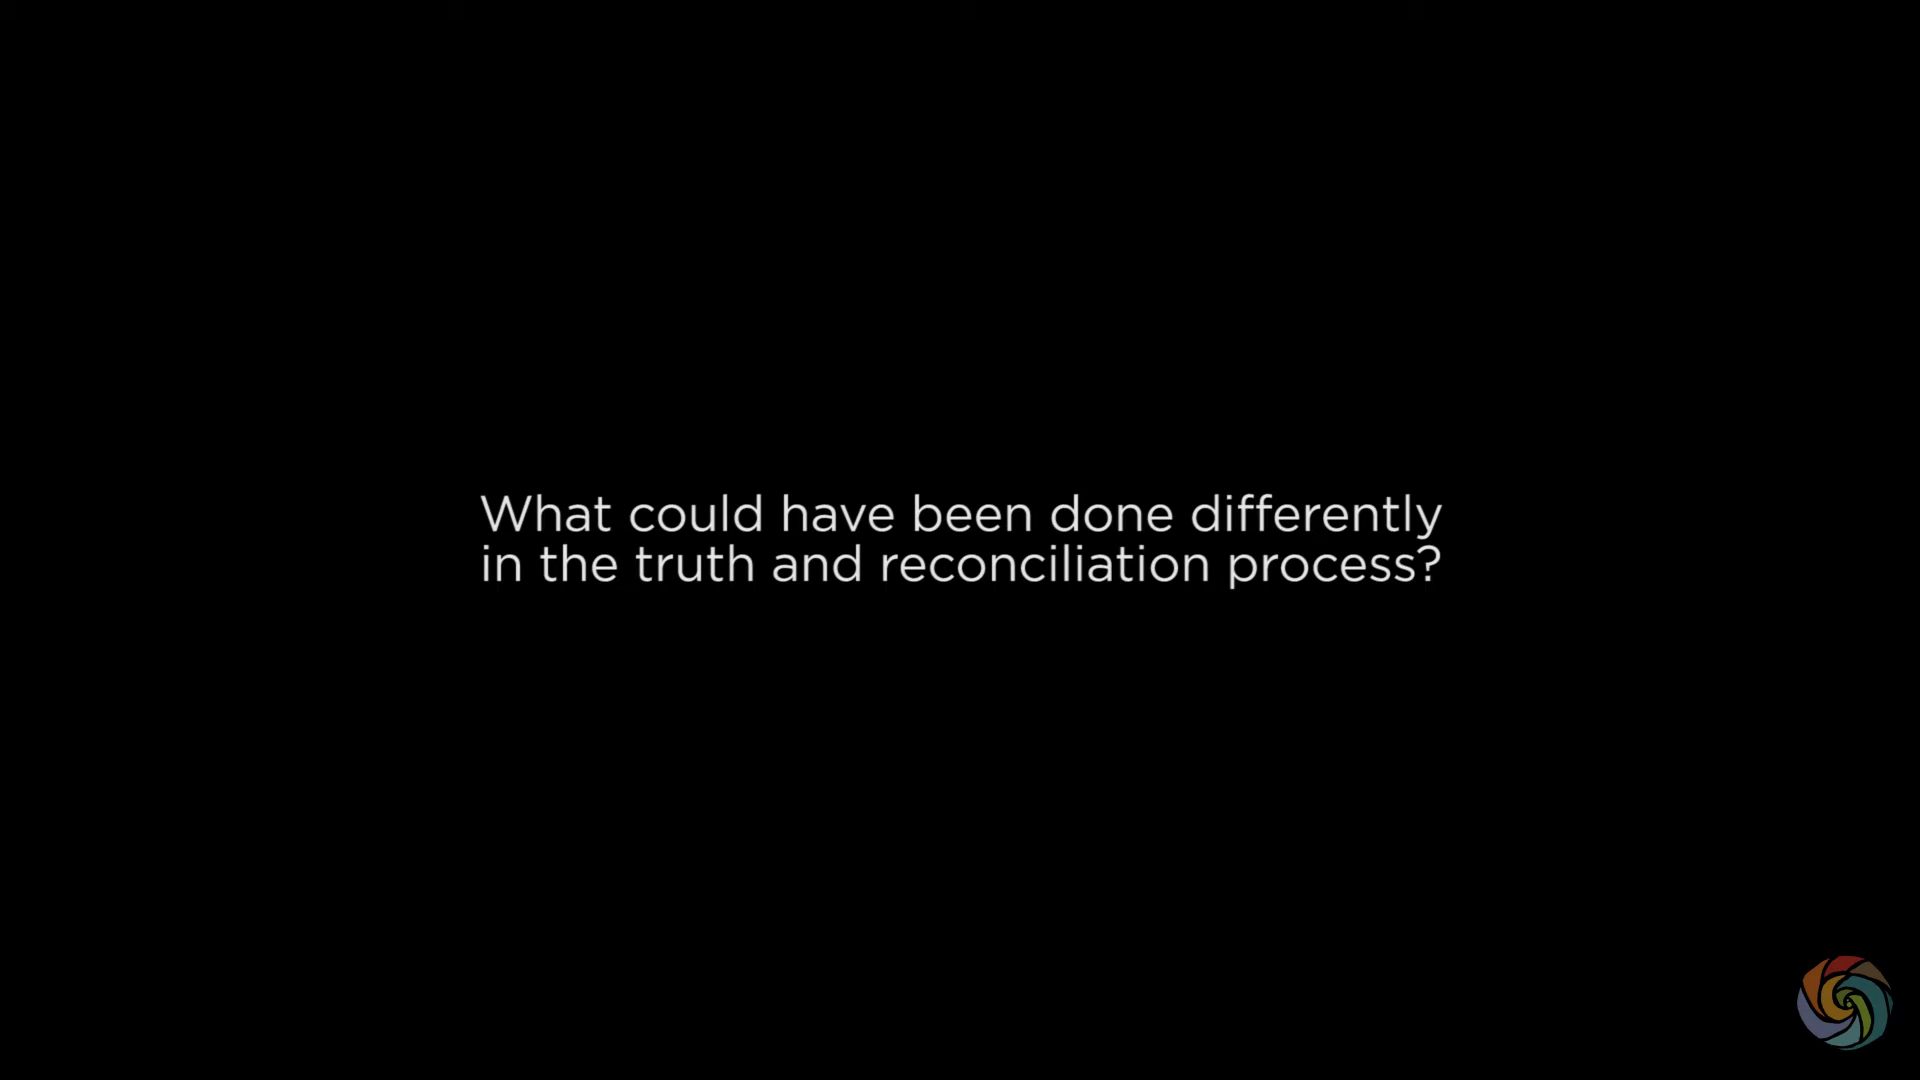 What could have been done differently
in the truth and reconciliation process?